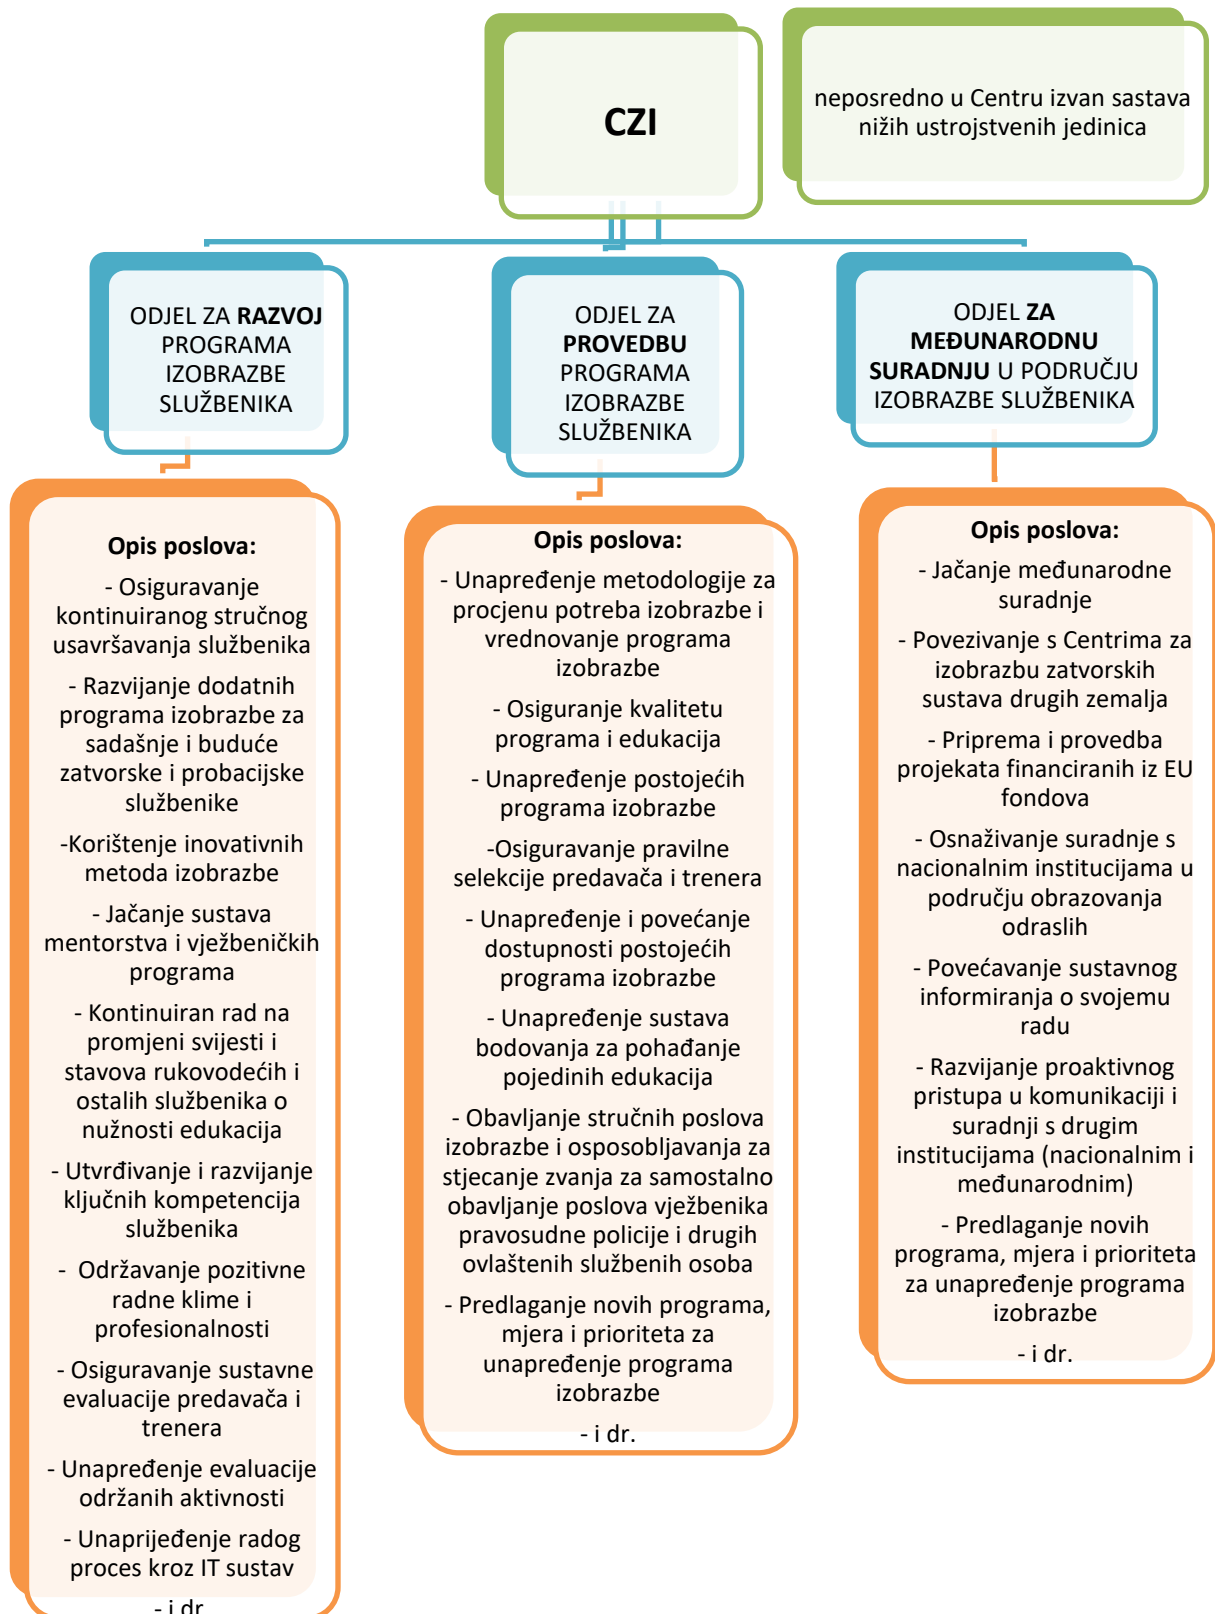 CZI
neposredno u Centru izvan sastava
nižih ustrojstvenih jedinica
ODJEL ZA RAZVOJ
PROGRAMA
IZOBRAZBE
SLUŽBENIKA
ODJEL ZA
PROVEDBU
PROGRAMA
IZOBRAZBE
SLUŽBENIKA
ODJEL ZA
MEĐUNARODNU
SURADNJU U PODRUČJU
IZOBRAZBE SLUŽBENIKA
Opis poslova:
- Osiguravanje
kontinuiranog stručnog
usavršavanja službenika
- Razvijanje dodatnih
programa izobrazbe za
sadašnje i buduće
zatvorske i probacijske
službenike
-Korištenje inovativnih
metoda izobrazbe
- Jačanje sustava
mentorstva i vježbeničkih
programa
- Kontinuiran rad na
promjeni svijesti i
stavova rukovodećih i
ostalih službenika o
nužnosti edukacija
- Utvrđivanje i razvijanje
ključnih kompetencija
službenika
- Održavanje pozitivne
radne klime i
profesionalnosti
- Osiguravanje sustavne
evaluacije predavača i
trenera
- Unapređenje evaluacije
održanih aktivnosti
- Unaprijeđenje radog
proces kroz IT sustav
- i dr.
Opis poslova:
- Unapređenje metodologije za
procjenu potreba izobrazbe i
vrednovanje programa
izobrazbe
- Osiguranje kvalitetu
programa i edukacija
- Unapređenje postojećih
programa izobrazbe
-Osiguravanje pravilne
selekcije predavača i trenera
- Unapređenje i povećanje
dostupnosti postojećih
programa izobrazbe
- Unapređenje sustava
bodovanja za pohađanje
pojedinih edukacija
- Obavljanje stručnih poslova
izobrazbe i osposobljavanja za
stjecanje zvanja za samostalno
obavljanje poslova vježbenika
pravosudne policije i drugih
ovlaštenih službenih osoba
- Predlaganje novih programa,
mjera i prioriteta za
unapređenje programa
izobrazbe
- i dr.
Opis poslova:
- Jačanje međunarodne
suradnje
- Povezivanje s Centrima za
izobrazbu zatvorskih
sustava drugih zemalja
- Priprema i provedba
projekata financiranih iz EU
fondova
- Osnaživanje suradnje s
nacionalnim institucijama u
području obrazovanja
odraslih
- Povećavanje sustavnog
informiranja o svojemu
radu
- Razvijanje proaktivnog
pristupa u komunikaciji i
suradnji s drugim
institucijama (nacionalnim i
međunarodnim)
- Predlaganje novih
programa, mjera i prioriteta
za unapređenje programa
izobrazbe
- i dr.